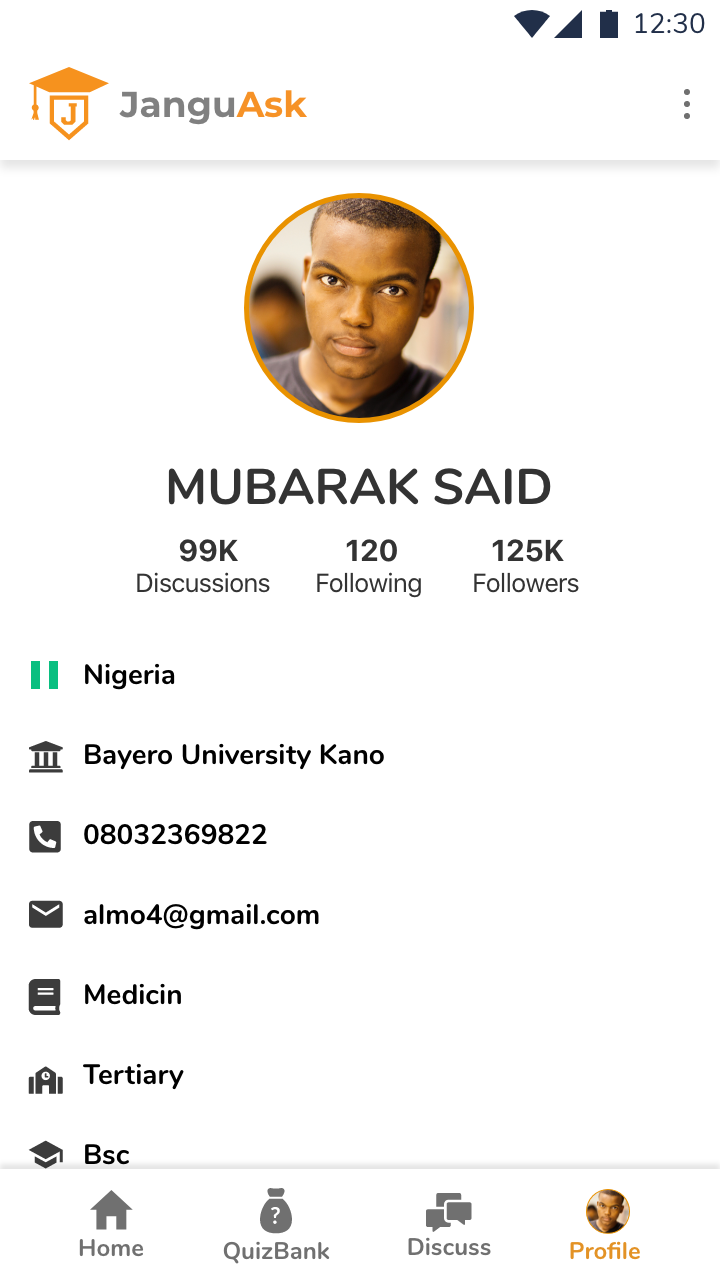 12:30
J
JanguAsk
MUBARAK SAID
99K 120 125K
Discussions Following Followers
Nigeria
Bayero University Kano
08032369822
almo4@gmail.com
Medicin
Tertiary
Bsc
?
Home QuizBank Discuss Profile